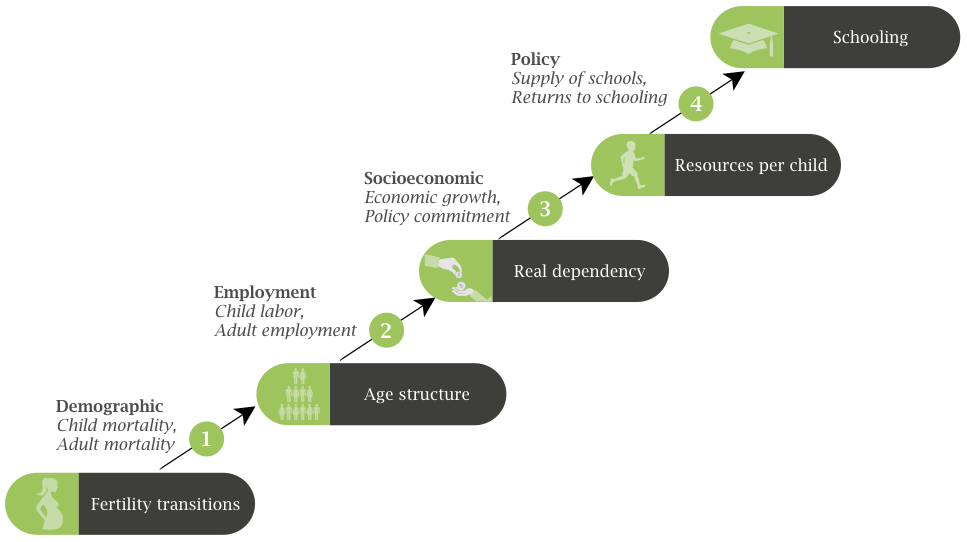 Schooling
Policy
Supply of schools,
Returns to schooling
4
Resources per child
Socioeconomic
Economic growth,
Policy commitment
3
Real dependency
Employment
Child labor,
Adult employment
2
Age structure
Demographic
Child mortality,
Adult mortality
1
Fertility transitions